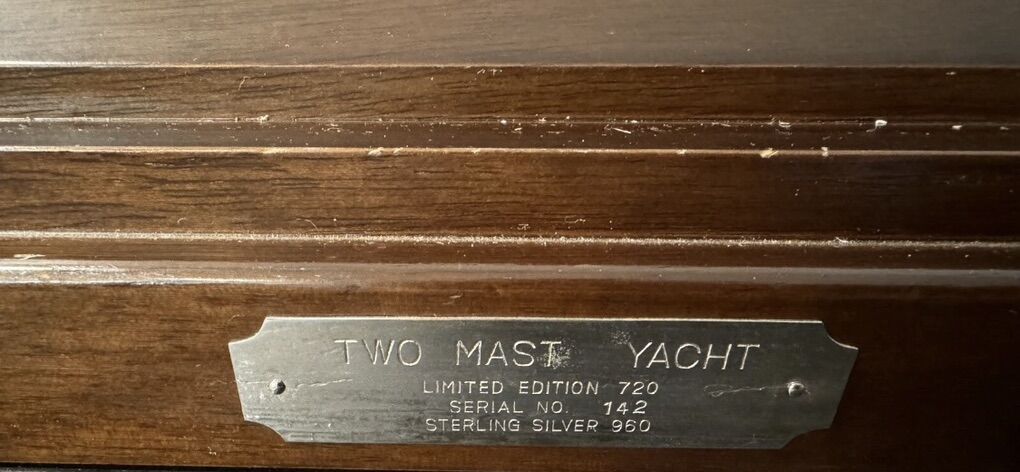 TWO MAST YACHT
LIMITED EDITION 720
SERIAL NO. 142
STERLING SILVER 960